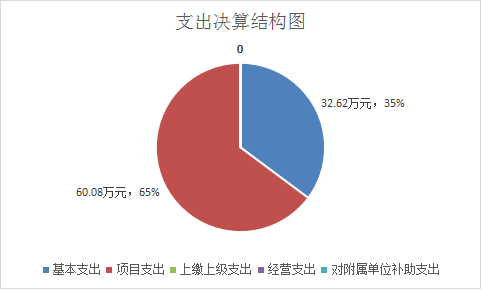 支出决算结构图
0
32.62万元，35%
60.08万元，65%
基本支出 项目支出 上缴上级支出 经营支出 对附属单位补助支出